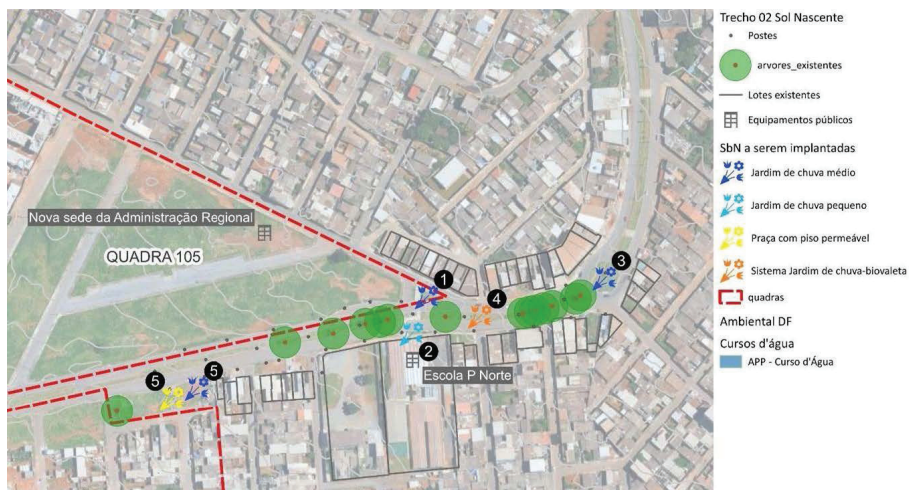 Nova sede da Administração Regional
QUADRA 105
1
3
4
2
Escola P Norte
5
5
Trecho 02 Sol Nascente
Postes
arvores_existentes
Lotes existentes
Equipamentos públicos
SbN a serem implantadas
Jardim de chuva médio
Jardim de chuva pequeno
Praça com piso permeável
Sistema Jardim de chuva-biovaleta
quadras
Ambiental DF
Cursos d'água
APP - Curso d'Água